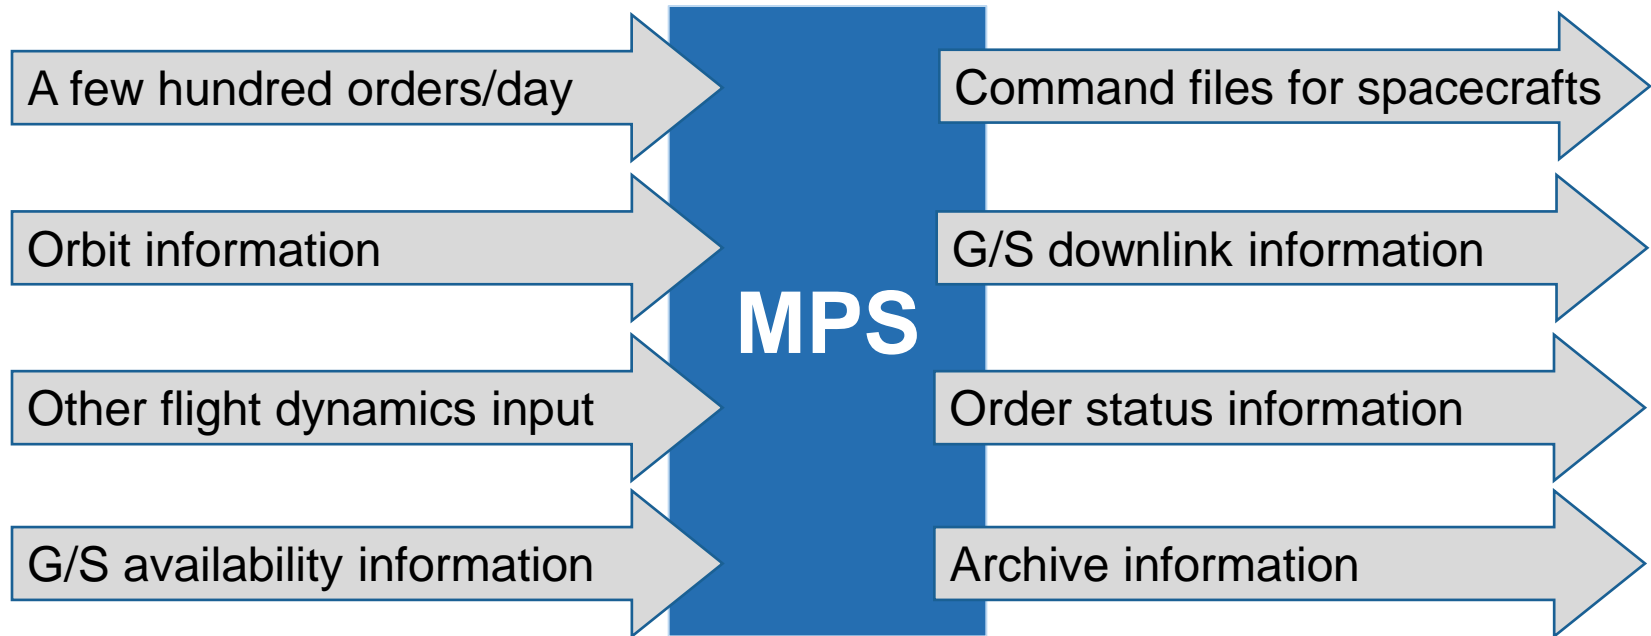 A few hundred orders/day
Orbit information
Other flight dynamics input
G/S availability information
MPS
Command files for spacecrafts
G/S downlink information
Order status information
Archive information